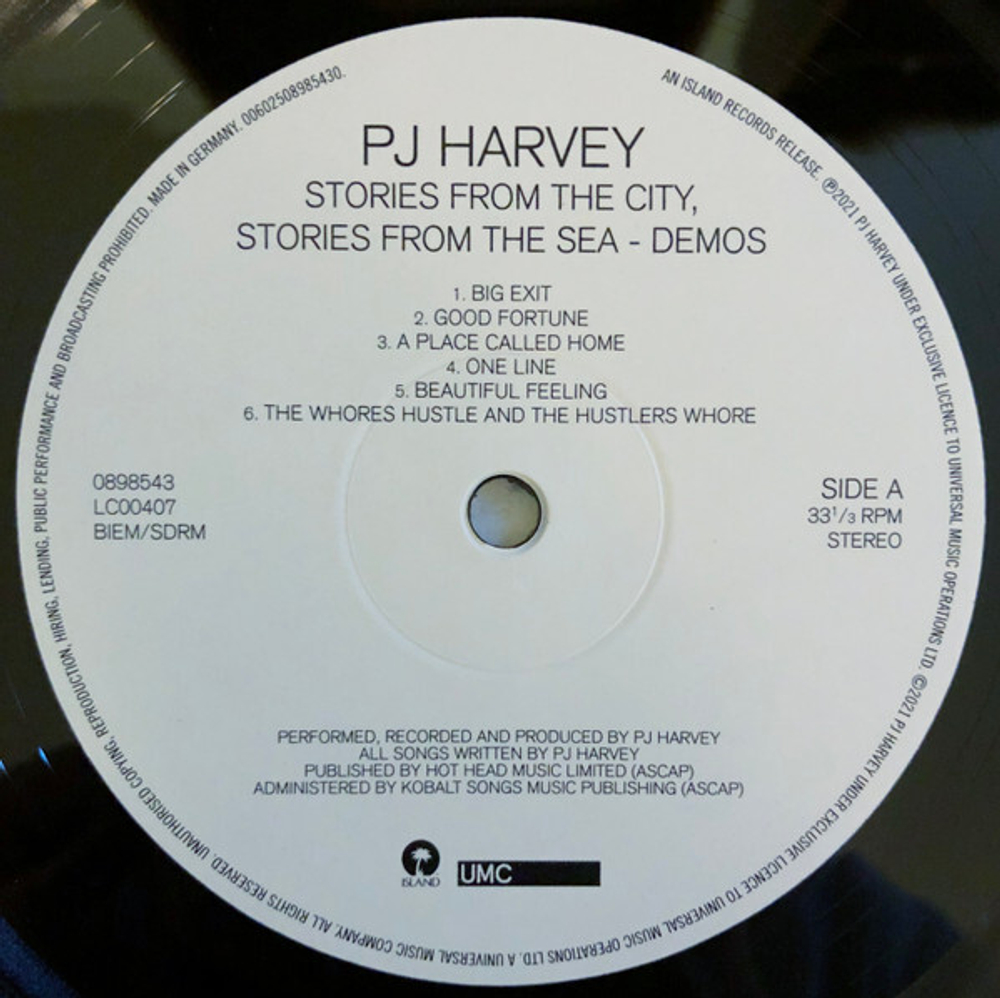 PJ HARVEY
STORIES FROM THE CITY,
STORIES FROM THE SEA - DEMOS
1. BIG EXIT
2. GOOD FORTUNE
3. A PLACE CALLED HOME
4. ONE LINE
5. BEAUTIFUL FEELING
6. THE WHORES HUSTLE AND THE HUSTLERS WHORE
0898543
LC00407
BIEM/SDRM
SIDE A
33¹/₃ RPM
STEREO
PERFORMED, RECORDED AND PRODUCED BY PJ HARVEY
ALL SONGS WRITTEN BY PJ HARVEY
PUBLISHED BY HOT HEAD MUSIC LIMITED (ASCAP)
ADMINISTERED BY KOBALT SONGS MUSIC PUBLISHING (ASCAP)
ISLAND
UMC
AN ISLAND RECORDS RELEASE. ℗2021 PJ HARVEY UNDER EXCLUSIVE LICENCE TO UNIVERSAL MUSIC OPERATIONS LTD. ©2021 PJ HARVEY UNDER EXCLUSIVE LICENCE TO UNIVERSAL MUSIC OPERATIONS LTD. A UNIVERSAL MUSIC COMPANY. ALL RIGHTS RESERVED. UNAUTHORISED COPYING, REPRODUCTION, HIRING, LENDING, PUBLIC PERFORMANCE AND BROADCASTING PROHIBITED. MADE IN GERMANY. 00602508985430.